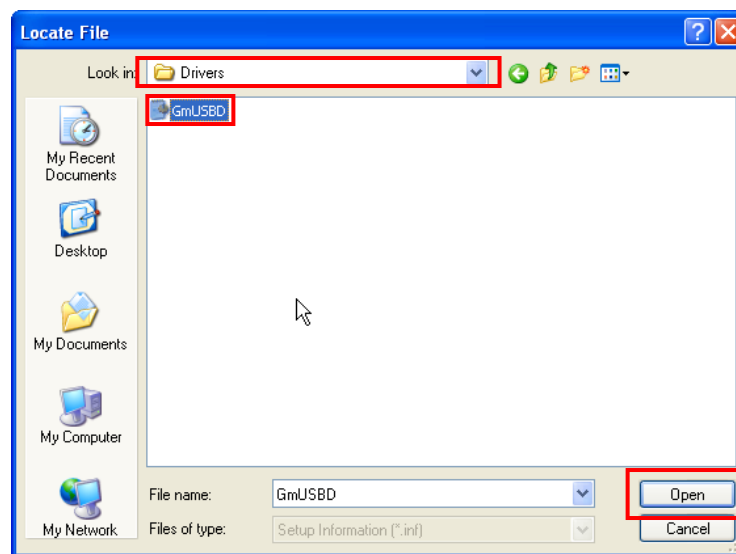 Locate File
Look in:
Drivers
GmUSBD
My Recent
Documents
Desktop
My Documents
My Computer
My Network
File name:
GmUSBD
Open
Files of type:
Setup Information (*.inf)
Cancel